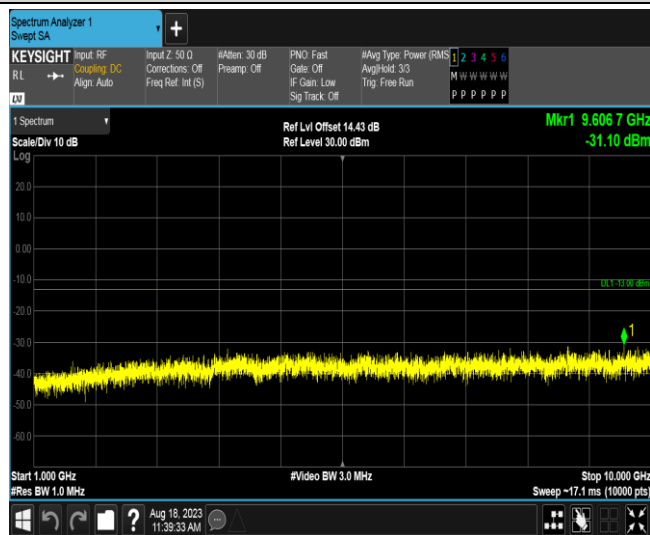 Spectrum Analyzer 1
Swept SA
+
KEYSIGHT
RL
LXI
Input: RF
Coupling: DC
Align: Auto
Input Z: 50 Ω
Corrections: Off
Freq Ref: Int (S)
#Atten: 30 dB
Preamp: Off
PNO: Fast
Gate: Off
IF Gain: Low
Sig Track: Off
#Avg Type: Power (RMS
Avg|Hold: 3/3
Trig: Free Run
1 2 3 4 5 6
M W W W W W
P P P P P P
1 Spectrum
Scale/Div 10 dB
Log
Ref Lvl Offset 14.43 dB
Ref Level 30.00 dBm
Mkr1 9.606 7 GHz
-31.10 dBm
20.0
10.0
0.00
-10.0
DL1 -13.00 dBm
-20.0
-30.0
1
-40.0
-50.0
-60.0
Start 1.000 GHz
#Res BW 1.0 MHz
#Video BW 3.0 MHz
Stop 10.000 GHz
Sweep ~17.1 ms (10000 pts)
?
Aug 18, 2023
11:39:33 AM